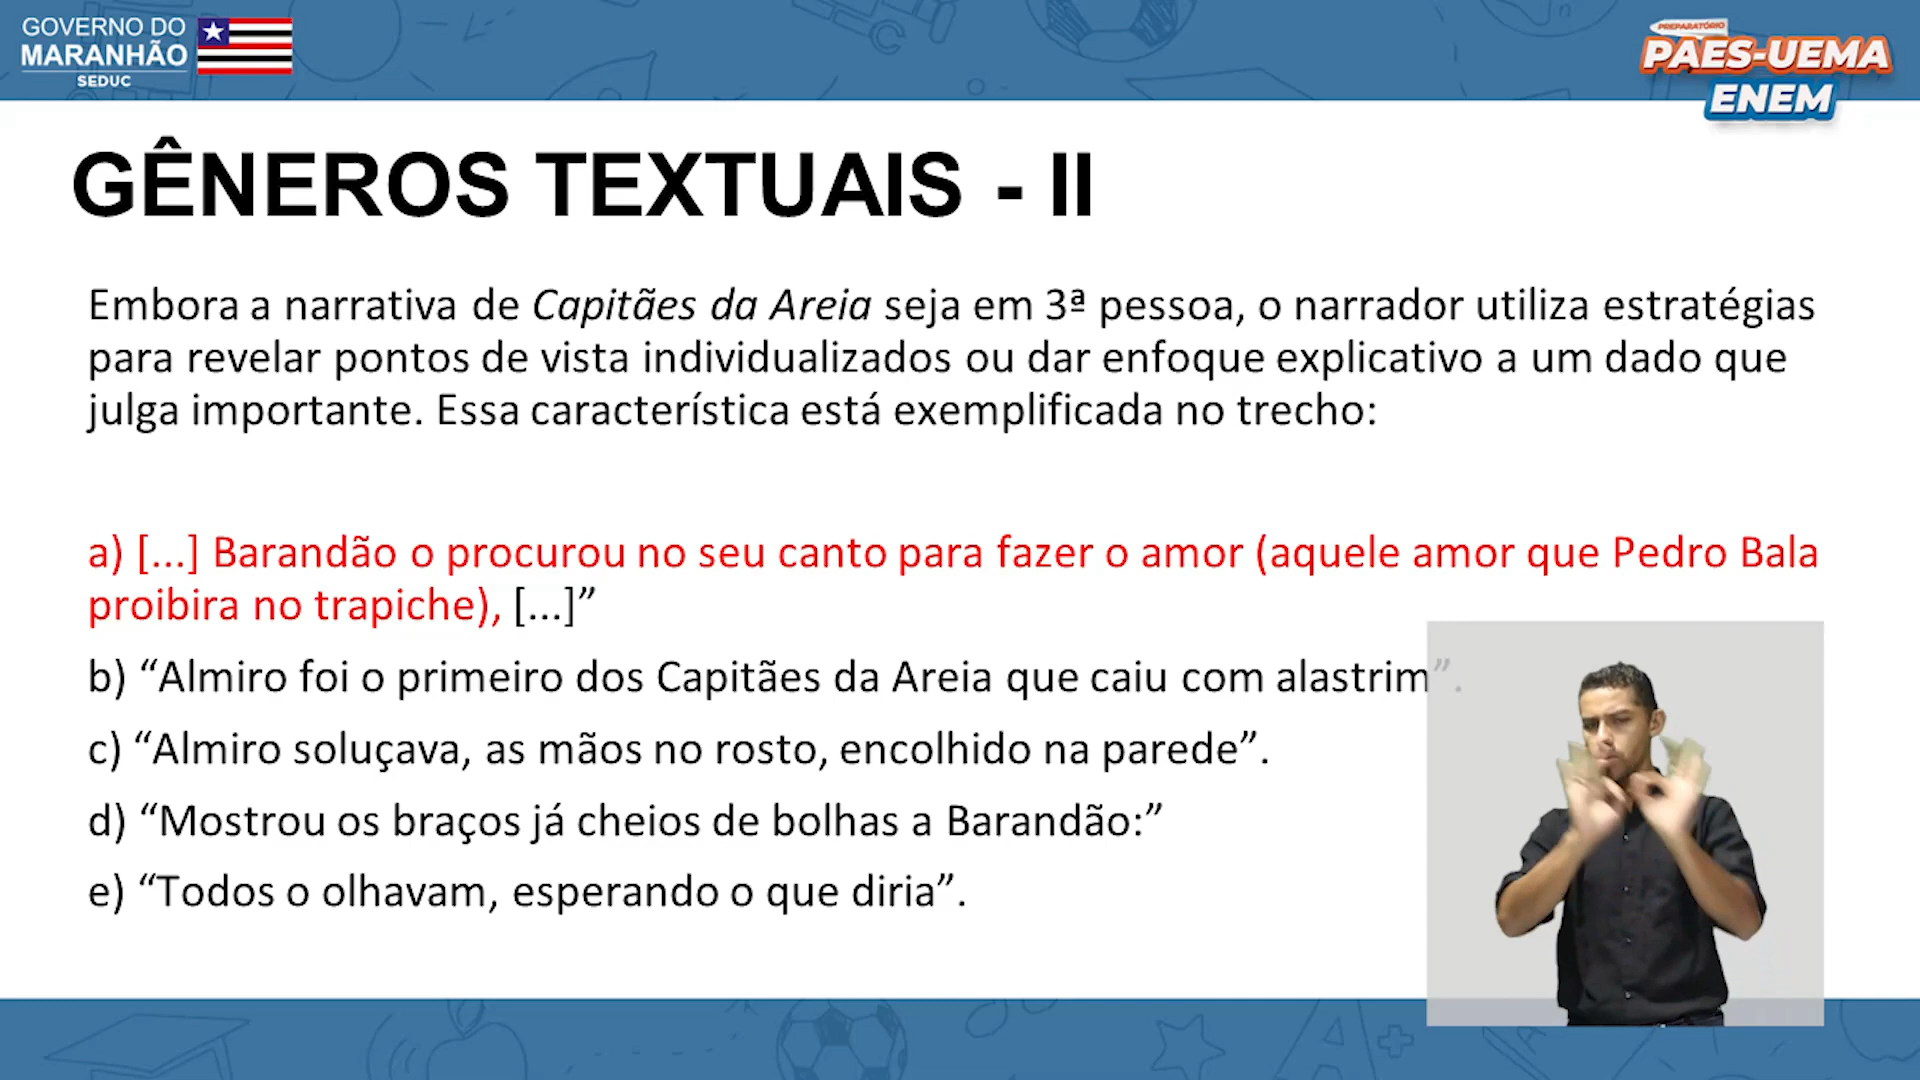 GOVERNO DO
MARANHÃO
SEDUC
PREPARATÓRIO
PAES-UEMA
ENEM
GÊNEROS TEXTUAIS - II
Embora a narrativa de Capitães da Areia seja em 3ª pessoa, o narrador utiliza estratégias
para revelar pontos de vista individualizados ou dar enfoque explicativo a um dado que
julga importante. Essa característica está exemplificada no trecho:
a) [...] Barandão o procurou no seu canto para fazer o amor (aquele amor que Pedro Bala
proibira no trapiche), [...]”
b) “Almiro foi o primeiro dos Capitães da Areia que caiu com alastrim”.
c) “Almiro soluçava, as mãos no rosto, encolhido na parede”.
d) “Mostrou os braços já cheios de bolhas a Barandão:”
e) “Todos o olhavam, esperando o que diria”.